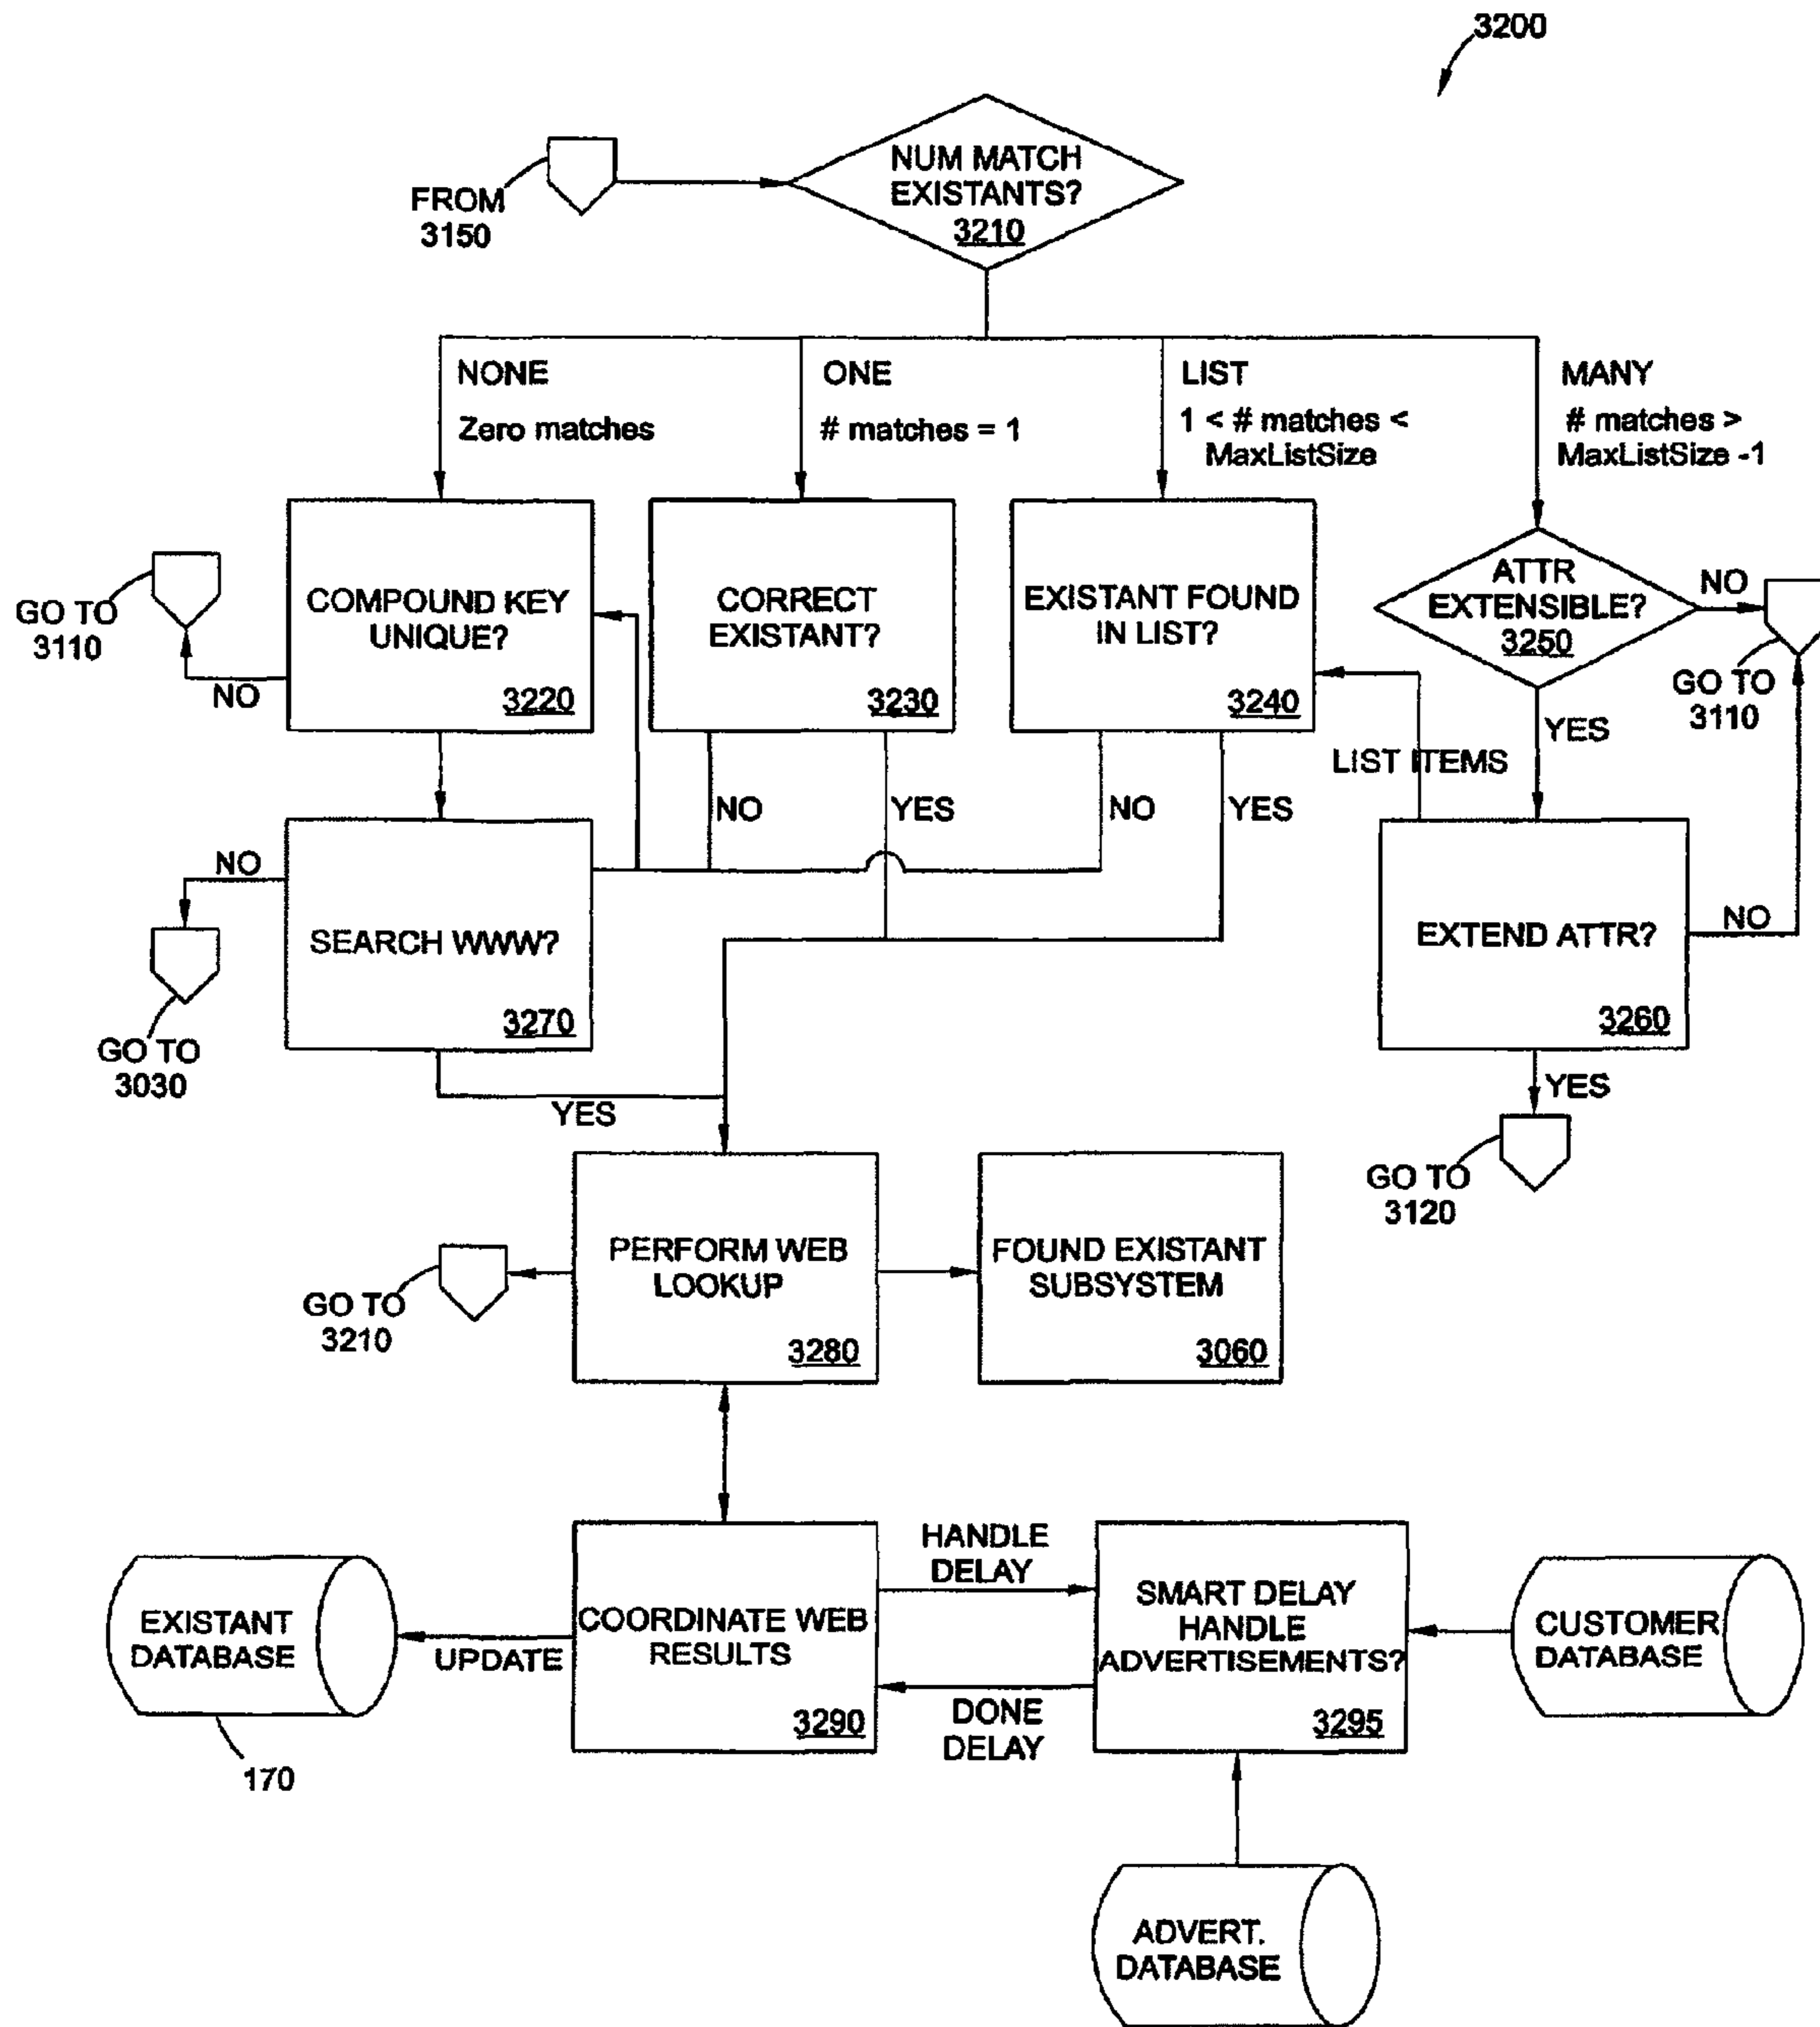 3200
NUM MATCH
EXISTANTS?
3210
FROM
3150
NONE
Zero matches
ONE
# matches = 1
LIST
1 < # matches <
MaxListSize
MANY
# matches >
MaxListSize -1
GO TO
3110
NO
COMPOUND KEY
UNIQUE?
3220
CORRECT
EXISTANT?
3230
EXISTANT FOUND
IN LIST?
3240
ATTR
EXTENSIBLE?
3250
NO
GO TO
3110
YES
LIST ITEMS
NO
YES
NO
YES
NO
SEARCH WWW?
3270
GO TO
3030
EXTEND ATTR?
3260
NO
YES
YES
GO TO
3120
PERFORM WEB
LOOKUP
3280
GO TO
3210
FOUND EXISTANT
SUBSYSTEM
3060
EXISTANT
DATABASE
170
UPDATE
COORDINATE WEB
RESULTS
3290
HANDLE
DELAY
DONE
DELAY
SMART DELAY
HANDLE
ADVERTISEMENTS?
3295
CUSTOMER
DATABASE
ADVERT.
DATABASE